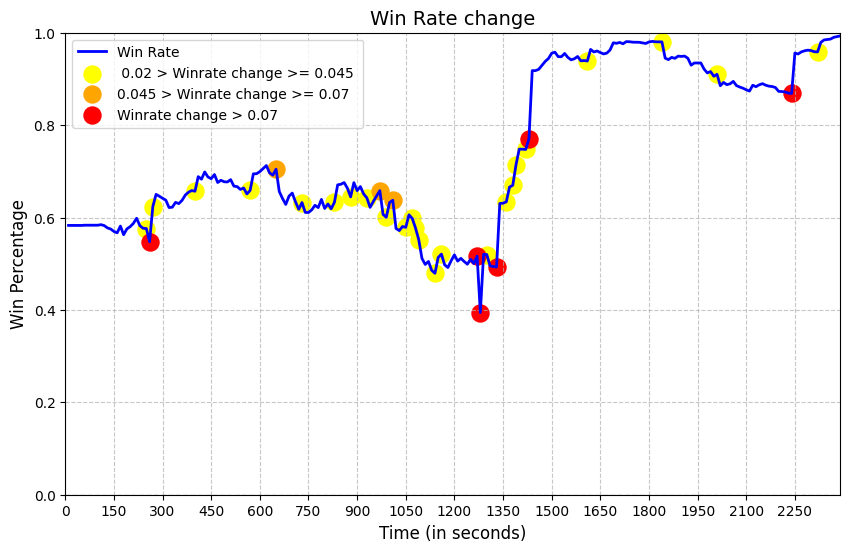 Win Rate change
Win Rate
0.02 > Winrate change >= 0.045
0.045 > Winrate change >= 0.07
Winrate change > 0.07
1.0
0.8
0.6
0.4
0.2
0.0
Win Percentage
0 150 300 450 600 750 900 1050 1200 1350 1500 1650 1800 1950 2100 2250
Time (in seconds)